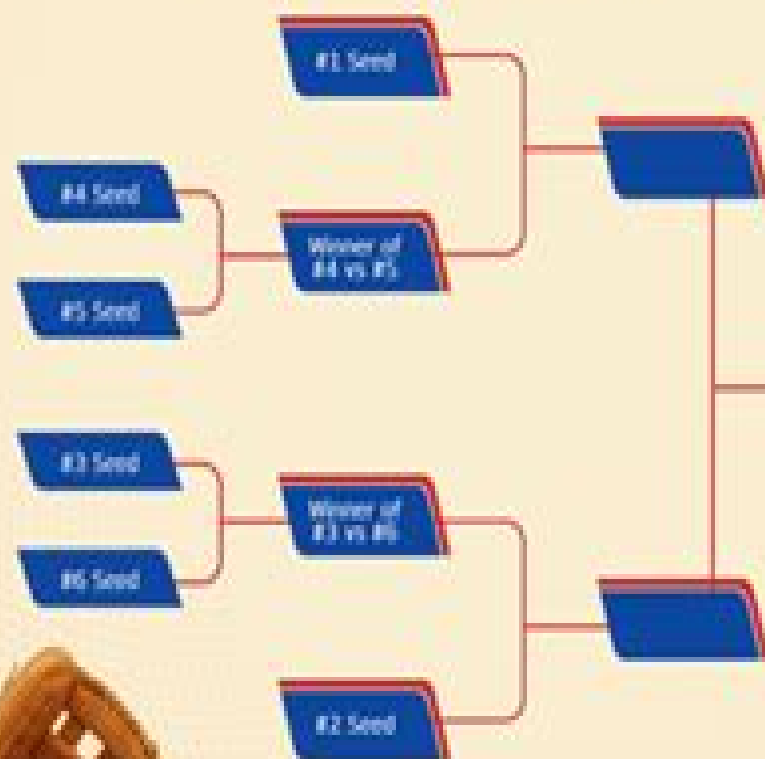 #1 Seed
#4 Seed
Winner of
#4 vs #5
#5 Seed
#3 Seed
Winner of
#3 vs #6
#6 Seed
#2 Seed